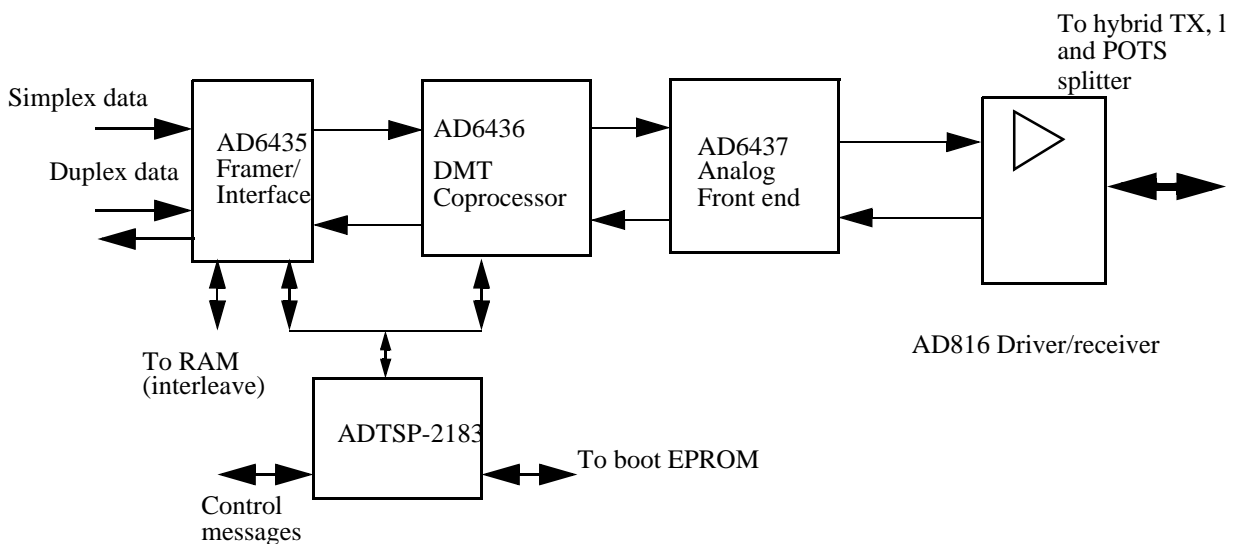 To hybrid TX, l
and POTS
splitter
Simplex data
Duplex data
AD6435
Framer/
Interface
AD6436
DMT
Coprocessor
AD6437
Analog
Front end
To RAM
(interleave)
AD816 Driver/receiver
ADTSP-2183
To boot EPROM
Control
messages